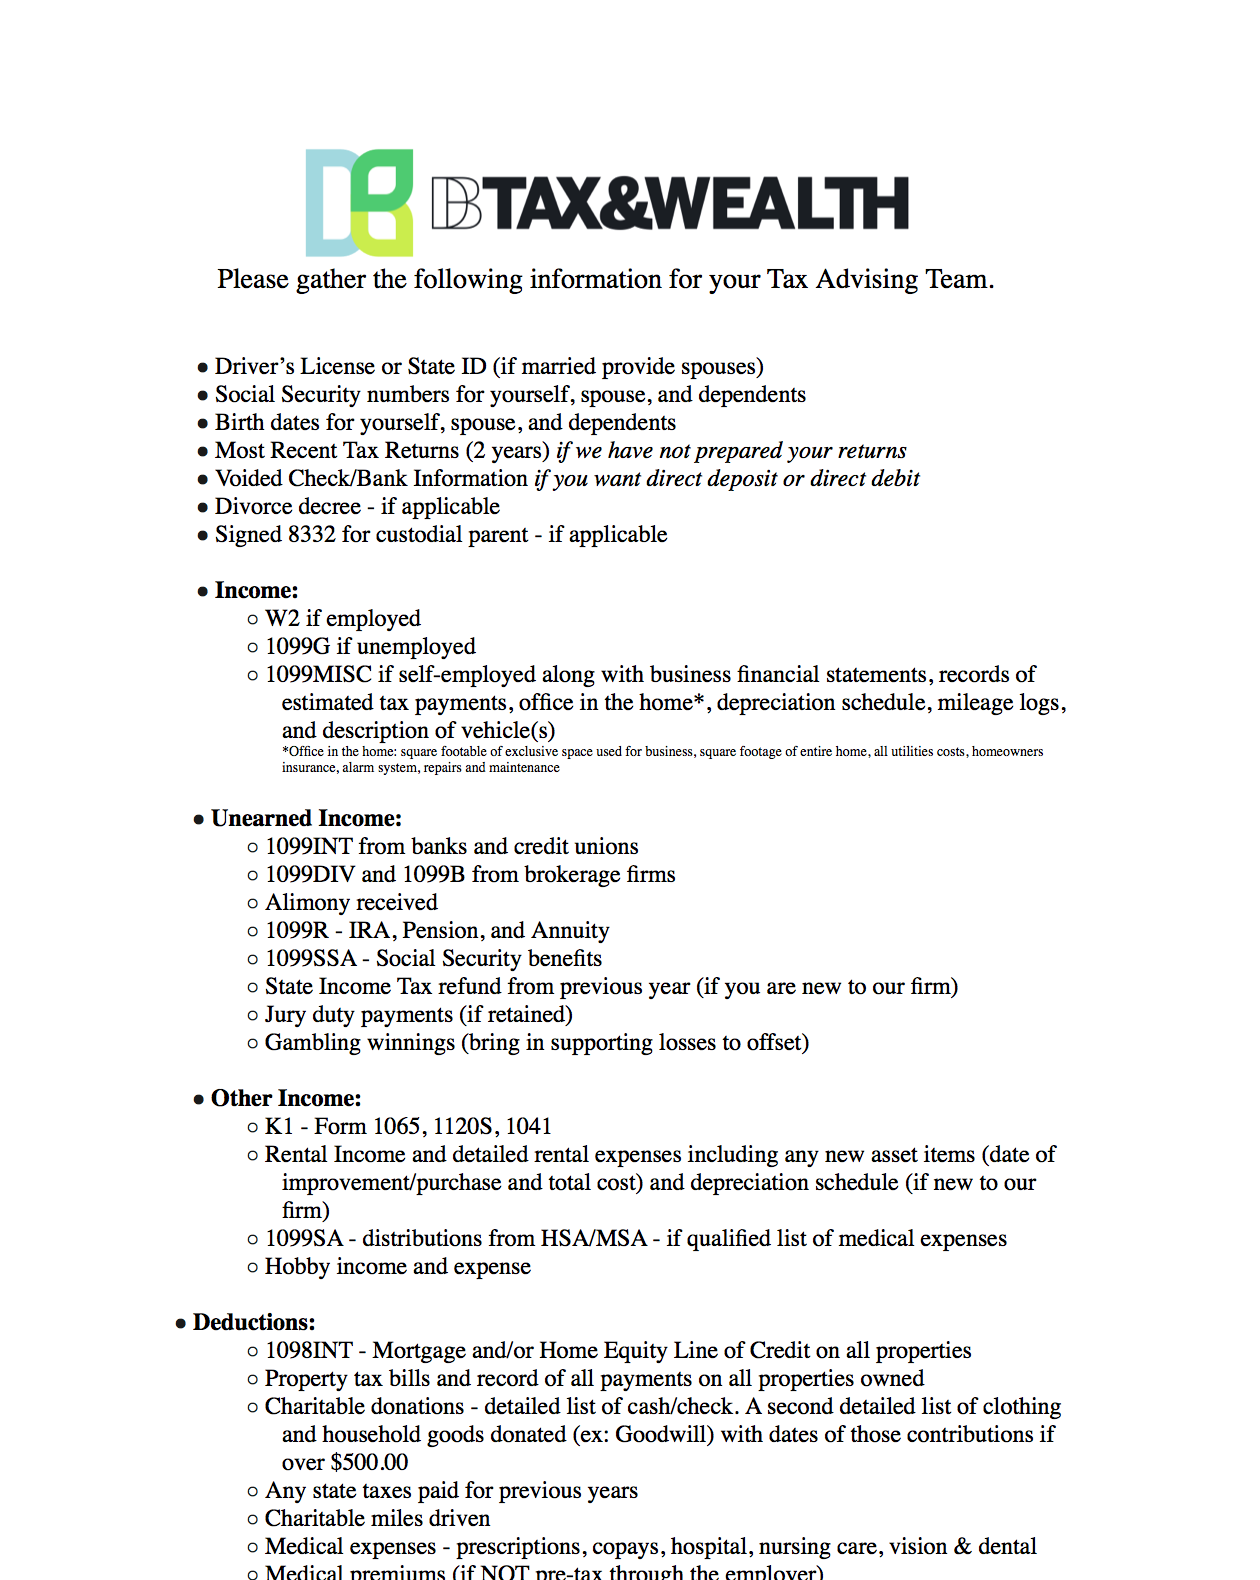 BTAX&WEALTH
Please gather the following information for your Tax Advising Team.
● Driver’s License or State ID (if married provide spouses)
● Social Security numbers for yourself, spouse, and dependents
● Birth dates for yourself, spouse, and dependents
● Most Recent Tax Returns (2 years) if we have not prepared your returns
● Voided Check/Bank Information if you want direct deposit or direct debit
● Divorce decree - if applicable
● Signed 8332 for custodial parent - if applicable
● Income:
○ W2 if employed
○ 1099G if unemployed
○ 1099MISC if self-employed along with business financial statements, records of
estimated tax payments, office in the home*, depreciation schedule, mileage logs,
and description of vehicle(s)
*Office in the home: square footable of exclusive space used for business, square footage of entire home, all utilities costs, homeowners
insurance, alarm system, repairs and maintenance
● Unearned Income:
○ 1099INT from banks and credit unions
○ 1099DIV and 1099B from brokerage firms
○ Alimony received
○ 1099R - IRA, Pension, and Annuity
○ 1099SSA - Social Security benefits
○ State Income Tax refund from previous year (if you are new to our firm)
○ Jury duty payments (if retained)
○ Gambling winnings (bring in supporting losses to offset)
● Other Income:
○ K1 - Form 1065, 1120S, 1041
○ Rental Income and detailed rental expenses including any new asset items (date of
improvement/purchase and total cost) and depreciation schedule (if new to our
firm)
○ 1099SA - distributions from HSA/MSA - if qualified list of medical expenses
○ Hobby income and expense
● Deductions:
○ 1098INT - Mortgage and/or Home Equity Line of Credit on all properties
○ Property tax bills and record of all payments on all properties owned
○ Charitable donations - detailed list of cash/check. A second detailed list of clothing
and household goods donated (ex: Goodwill) with dates of those contributions if
over $500.00
○ Any state taxes paid for previous years
○ Charitable miles driven
○ Medical expenses - prescriptions, copays, hospital, nursing care, vision & dental
○ Medical premiums (if NOT pre-tax through the employer)